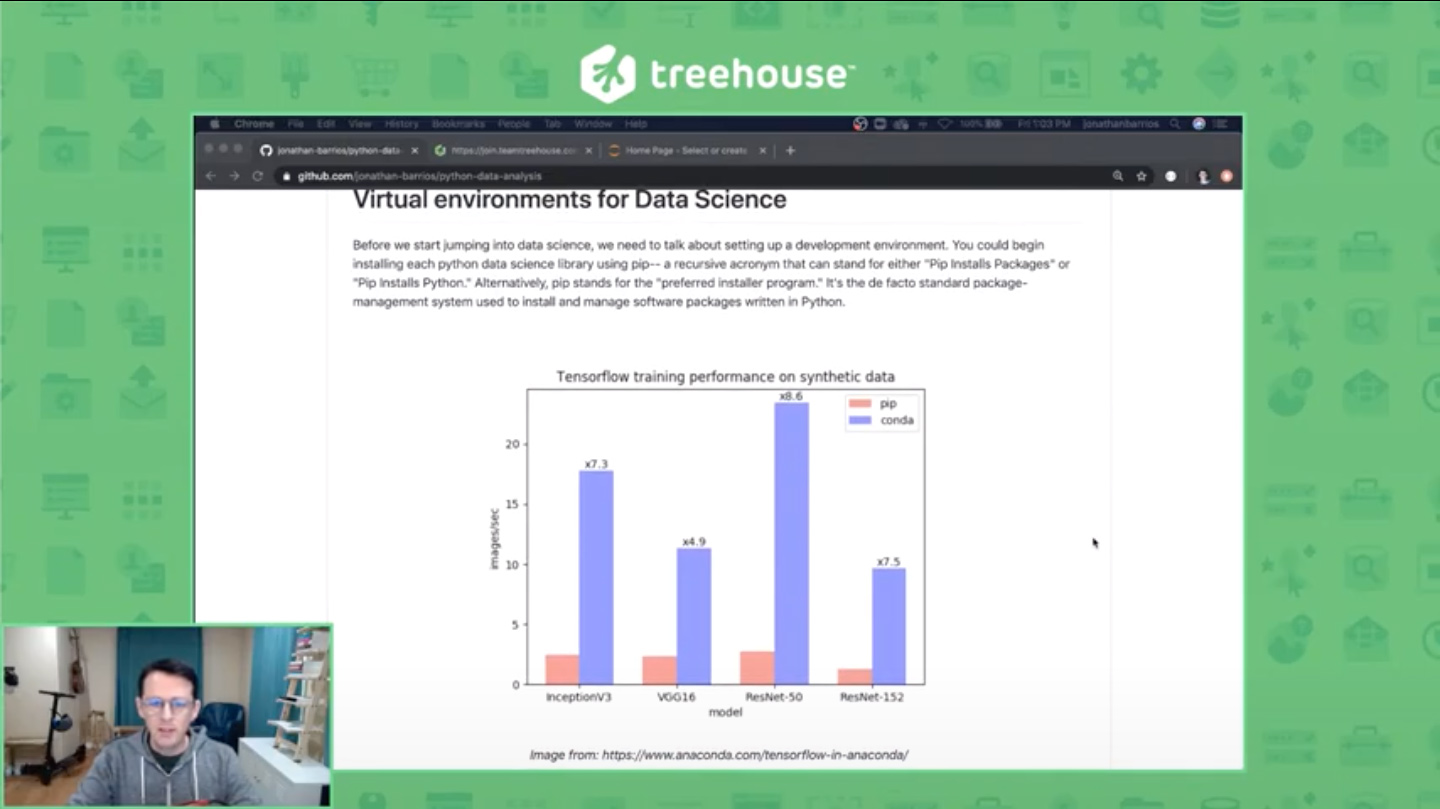 treehouse™
Chrome File Edit View History Bookmarks People Tab Window Help 100% Fri 1:03 PM jonathanbarrios
jonathan-barrios/python-data- https://join.teamtreehouse.co Home Page - Select or create
github.com/jonathan-barrios/python-data-analysis
Virtual environments for Data Science
Before we start jumping into data science, we need to talk about setting up a development environment. You could begin
installing each python data science library using pip-- a recursive acronym that can stand for either "Pip Installs Packages" or
"Pip Installs Python." Alternatively, pip stands for the "preferred installer program." It's the de facto standard package-
management system used to install and manage software packages written in Python.
Tensorflow training performance on synthetic data
x8.6
pip
conda
20
x7.3
15
images/sec
x4.9
10
x7.5
5
0
InceptionV3 VGG16 ResNet-50 ResNet-152
model
Image from: https://www.anaconda.com/tensorflow-in-anaconda/